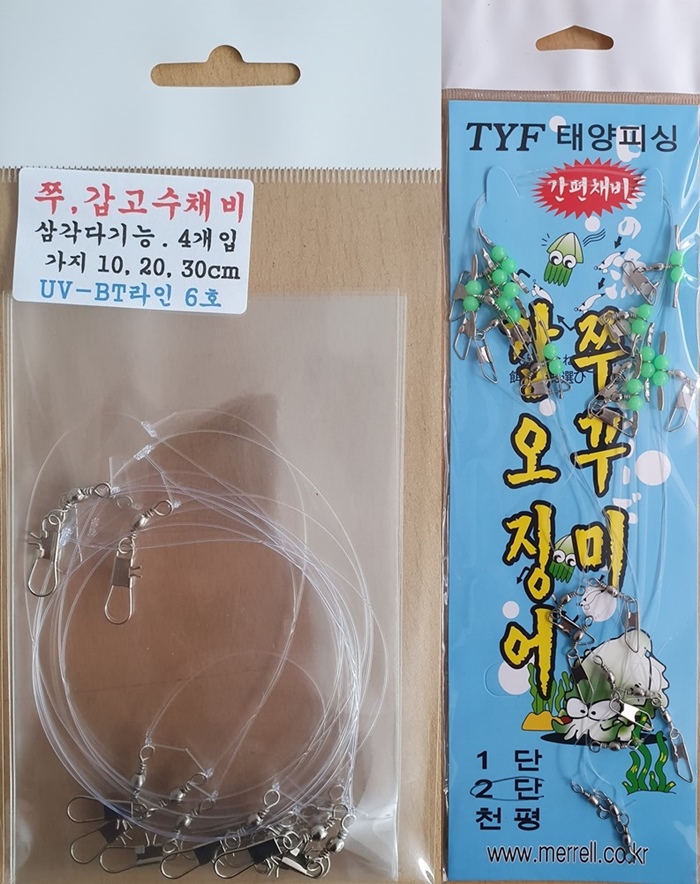 쭈,갑고수채비
삼각다기능. 4개입
가지 10, 20, 30cm
UV-BT라인 6호
TYF 태양피싱
간편채비
쭈꾸미
갑오징어
1 단
2 단
천 평
www.merrell.co.kr